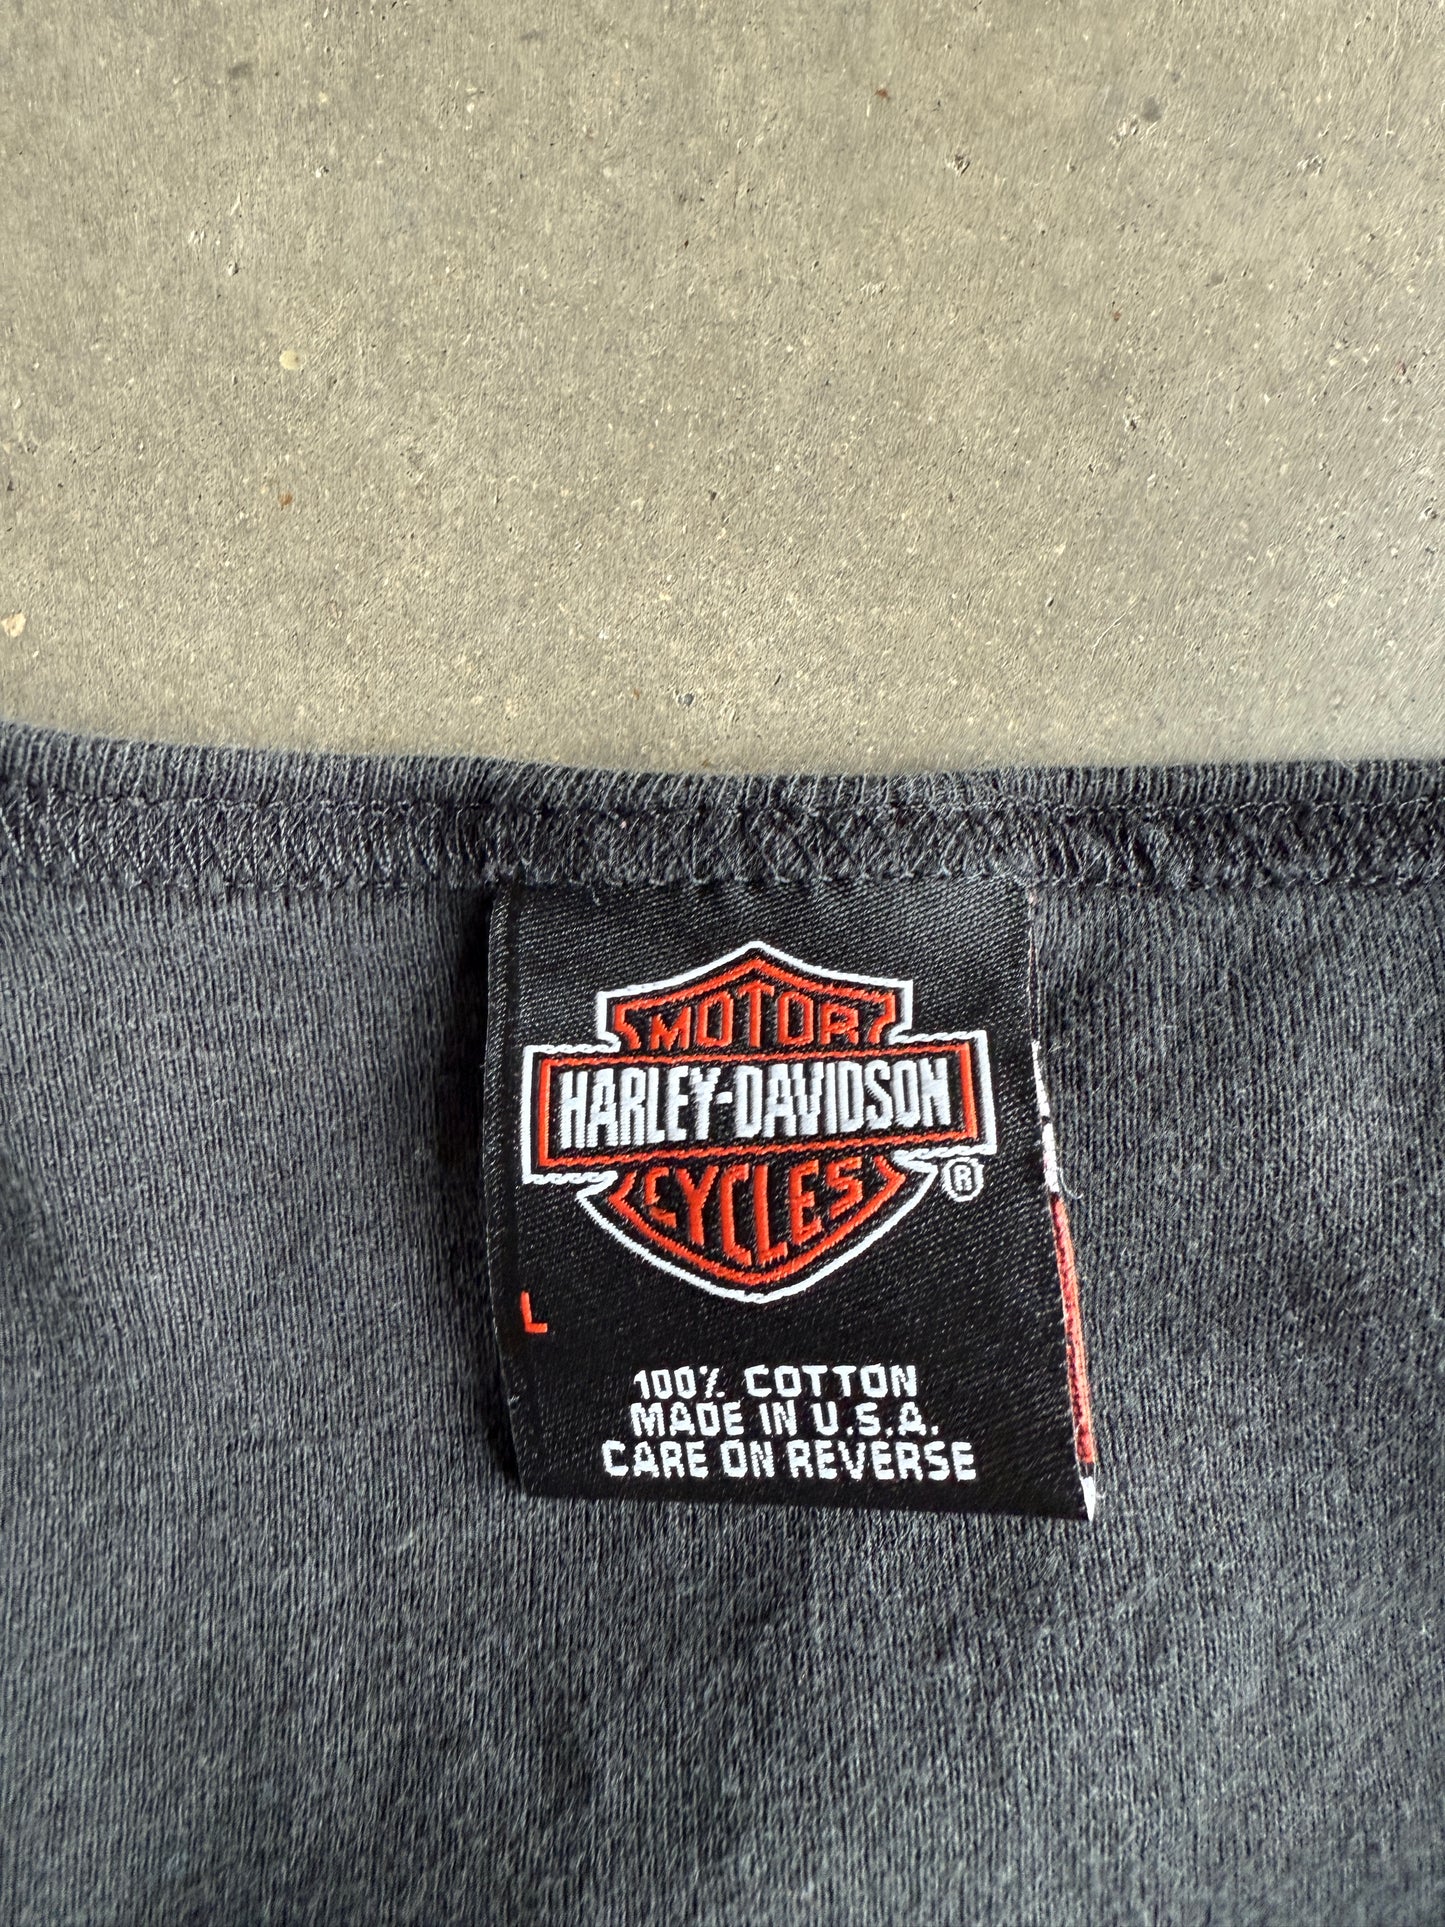 MOTOR
HARLEY-DAVIDSON
CYCLES
®
L
100% COTTON
MADE IN U.S.A.
CARE ON REVERSE